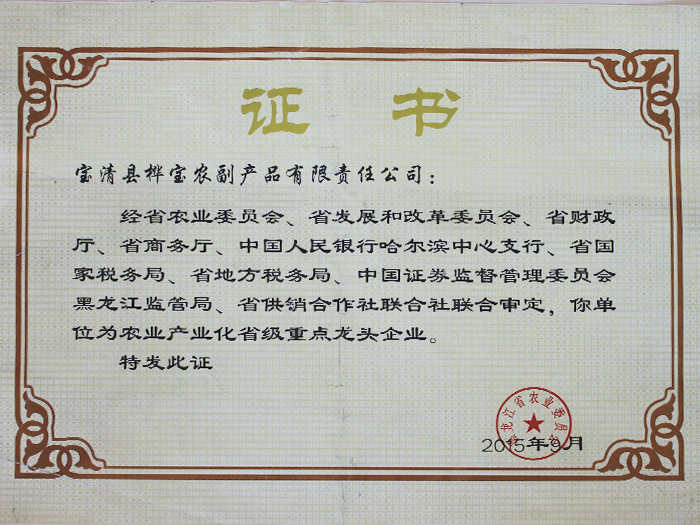 证 书
宝清县桦宝农副产品有限责任公司：
经省农业委员会、省发展和改革委员会、省财政
厅、省商务厅、中国人民银行哈尔滨中心支行、省国
家税务局、省地方税务局、中国证券监督管理委员会
黑龙江监管局、省供销合作社联合社联合审定，你单
位为农业产业化省级重点龙头企业。
特发此证
黑龙江省农业委员会
2015年9月